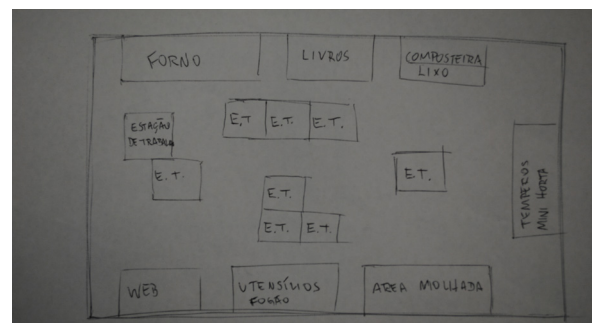 FORNO
LIVROS
COMPOSTEIRA
LIXO
ESTAÇÃO
DE TRABALHO
E.T
E.T.
E.T.
E.T.
E.T.
E.T.
E.T.
E.T.
TEMPEROS
MINI HORTA
WEB
UTENSÍLIOS
FOGÃO
AREA MOLHADA